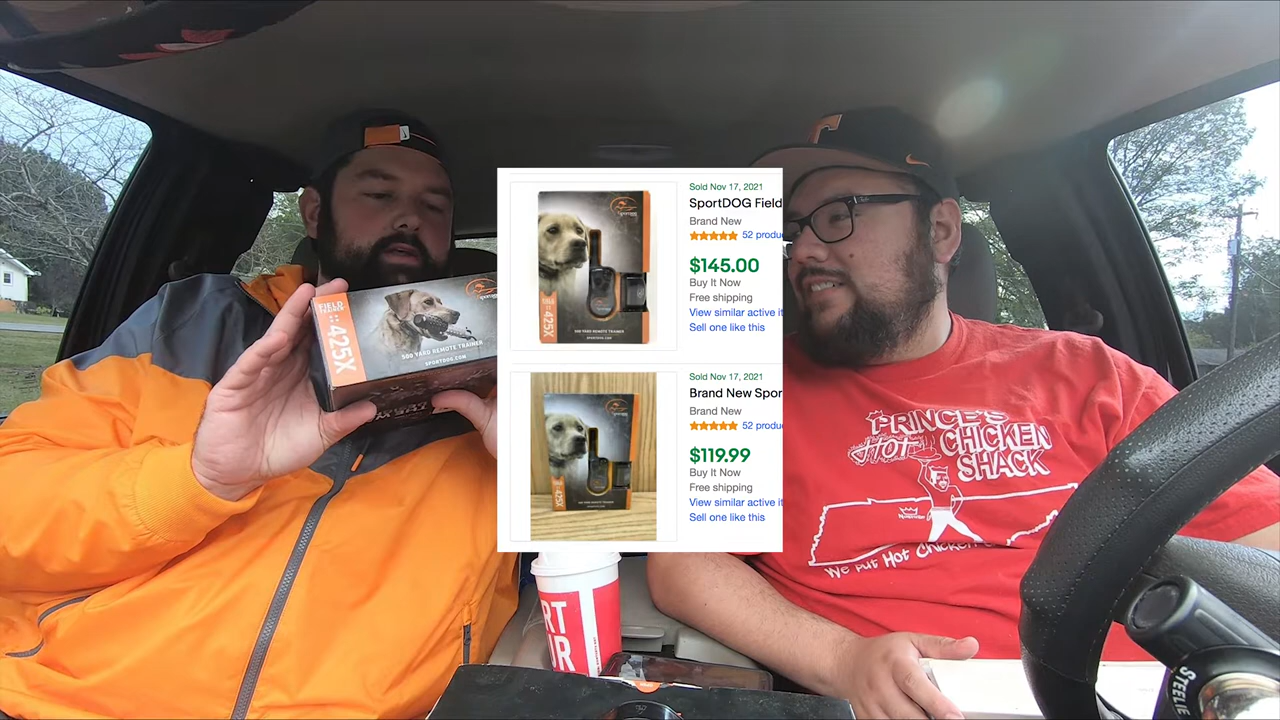 Sold Nov 17, 2021
SportDOG Field
Brand New
52 produ
$145.00
Buy It Now
Free shipping
View similar active it
Sell one like this
425X
Sold Nov 17, 2021
Brand New Spor
Brand New
52 produ
$119.99
Buy It Now
Free shipping
View similar active it
Sell one like this
425X
FIELD
425X
500 YARD REMOTE TRAINER
SPORTDOG.COM
PRINCE'S
HOT CHICKEN
SHACK
We Put Hot Chicken
RT
UR
STEELIE